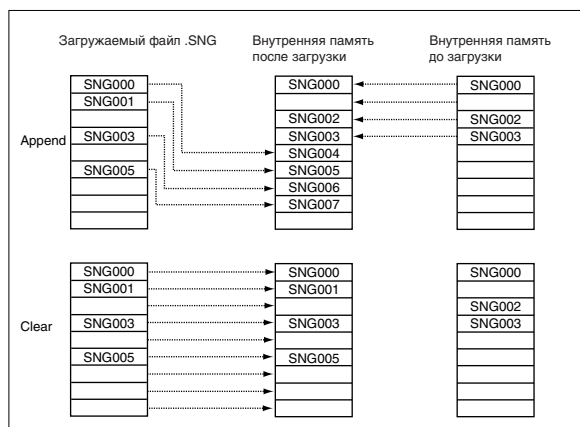 Загружаемый файл .SNG
Внутренняя память
после загрузки
Внутренняя память
до загрузки
Append
SNG000
SNG001
SNG003
SNG005
SNG000
SNG002
SNG003
SNG004
SNG005
SNG006
SNG007
SNG000
SNG002
SNG003
Clear
SNG000
SNG001
SNG003
SNG005
SNG000
SNG001
SNG003
SNG005
SNG000
SNG002
SNG003